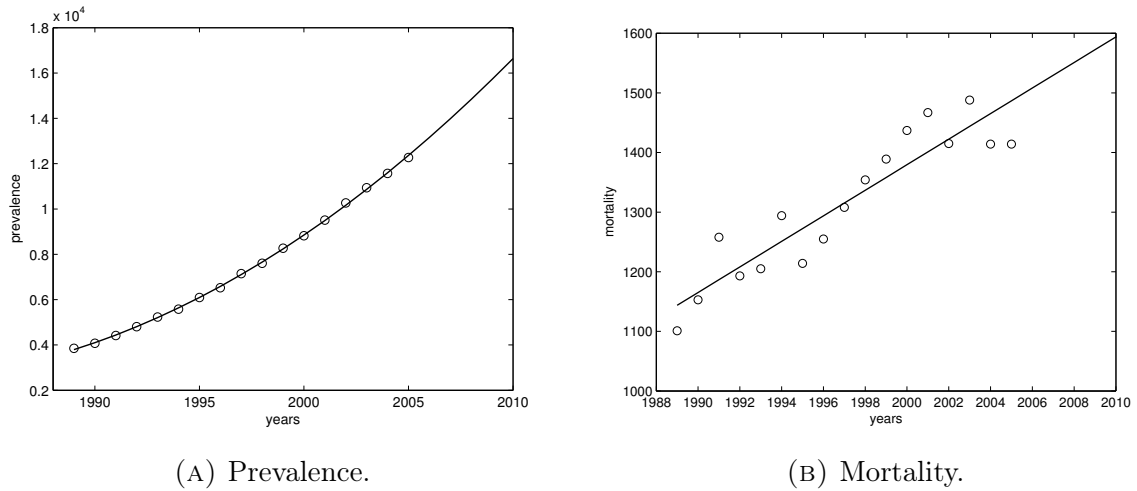 x 10⁴
1.8
1.6
1.4
1.2
1
0.8
0.6
0.4
0.2
prevalence
1990 1995 2000 2005 2010
years
(A) Prevalence.
1600
1500
1400
1300
1200
1100
1000
mortality
1988 1990 1992 1994 1996 1998 2000 2002 2004 2006 2008 2010
years
(B) Mortality.